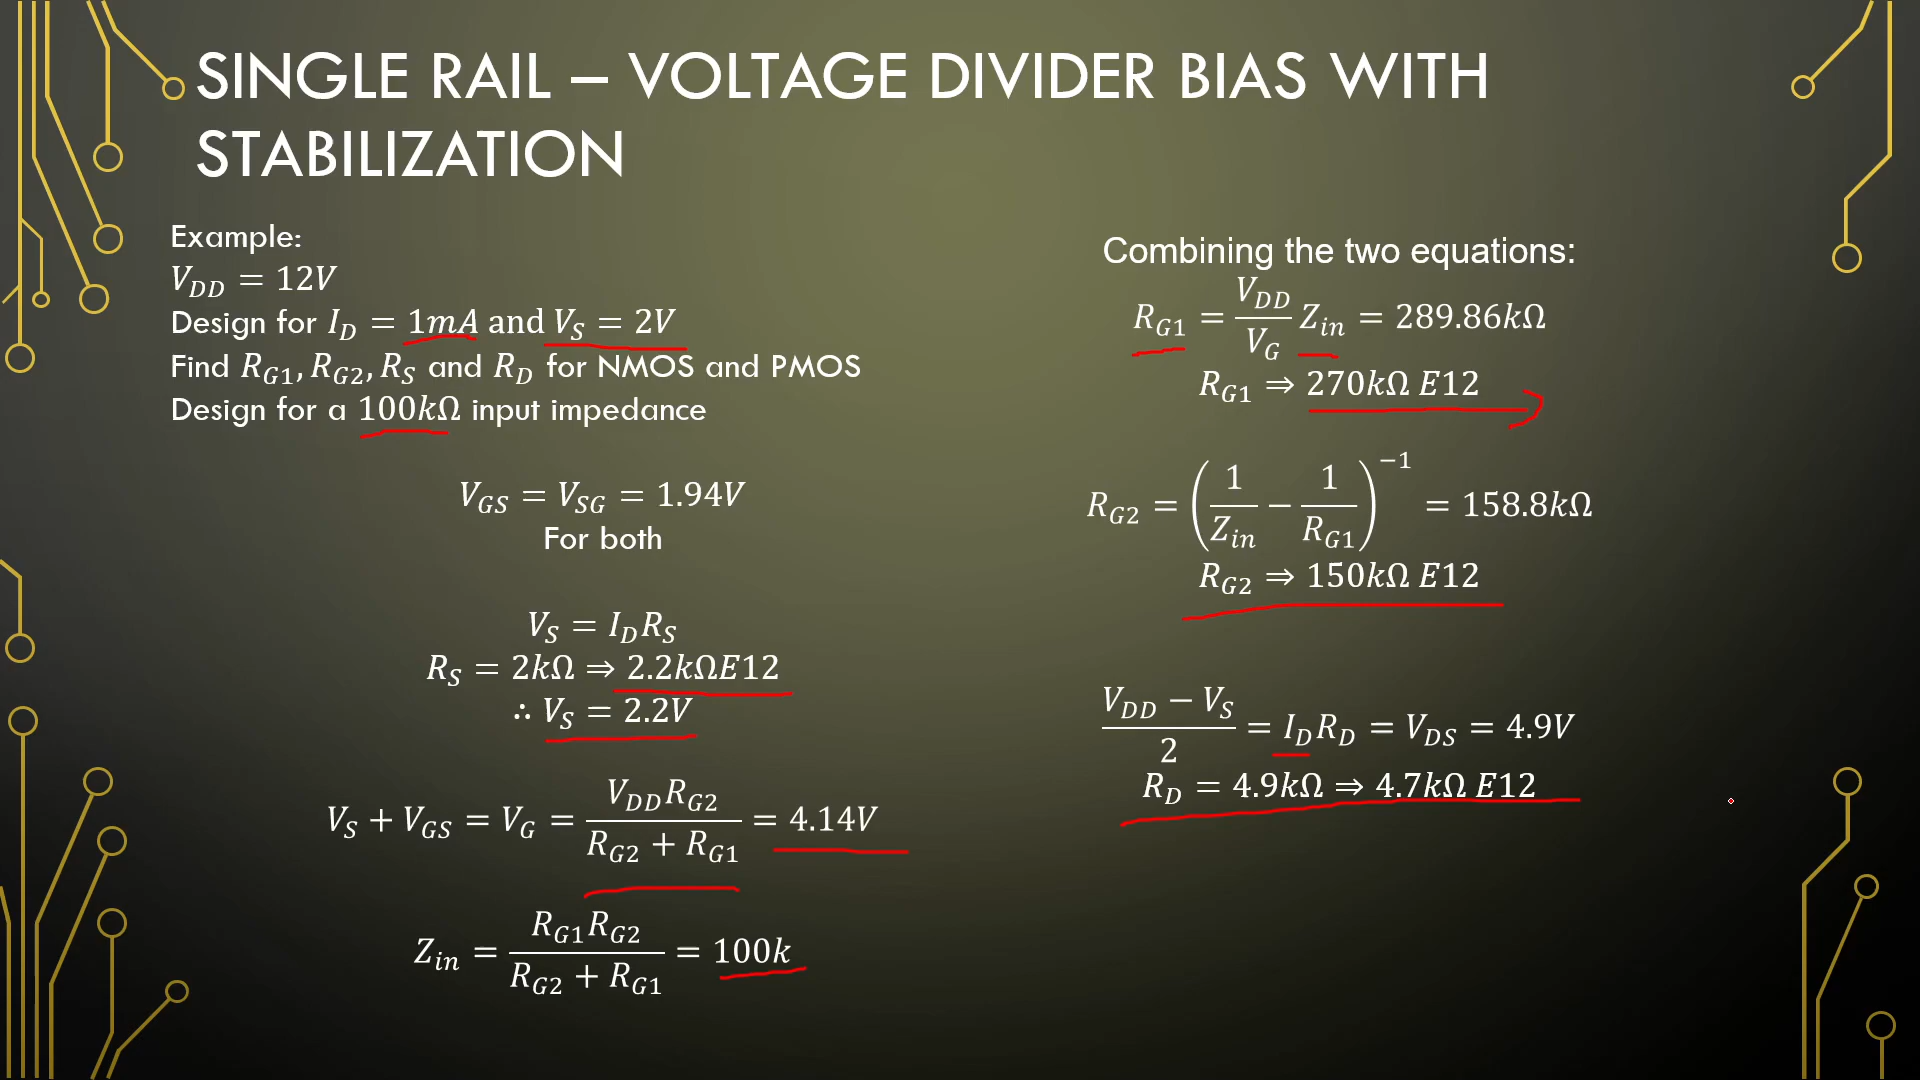 SINGLE RAIL – VOLTAGE DIVIDER BIAS WITH
STABILIZATION
Example:
V_DD = 12V
Design for I_D = 1mA and V_S = 2V
Find R_G1, R_G2, R_S and R_D for NMOS and PMOS
Design for a 100kΩ input impedance
V_GS = V_SG = 1.94V
For both
V_S = I_D R_S
R_S = 2kΩ ⇒ 2.2kΩE12
∴ V_S = 2.2V
V_S + V_GS = V_G = V_DD R_G2 / (R_G2 + R_G1) = 4.14V
Z_in = R_G1 R_G2 / (R_G2 + R_G1) = 100k
Combining the two equations:
R_G1 = V_DD / V_G Z_in = 289.86kΩ
R_G1 ⇒ 270kΩ E12
R_G2 = (1/Z_in − 1/R_G1)^−1 = 158.8kΩ
R_G2 ⇒ 150kΩ E12
(V_DD − V_S) / 2 = I_D R_D = V_DS = 4.9V
R_D = 4.9kΩ ⇒ 4.7kΩ E12